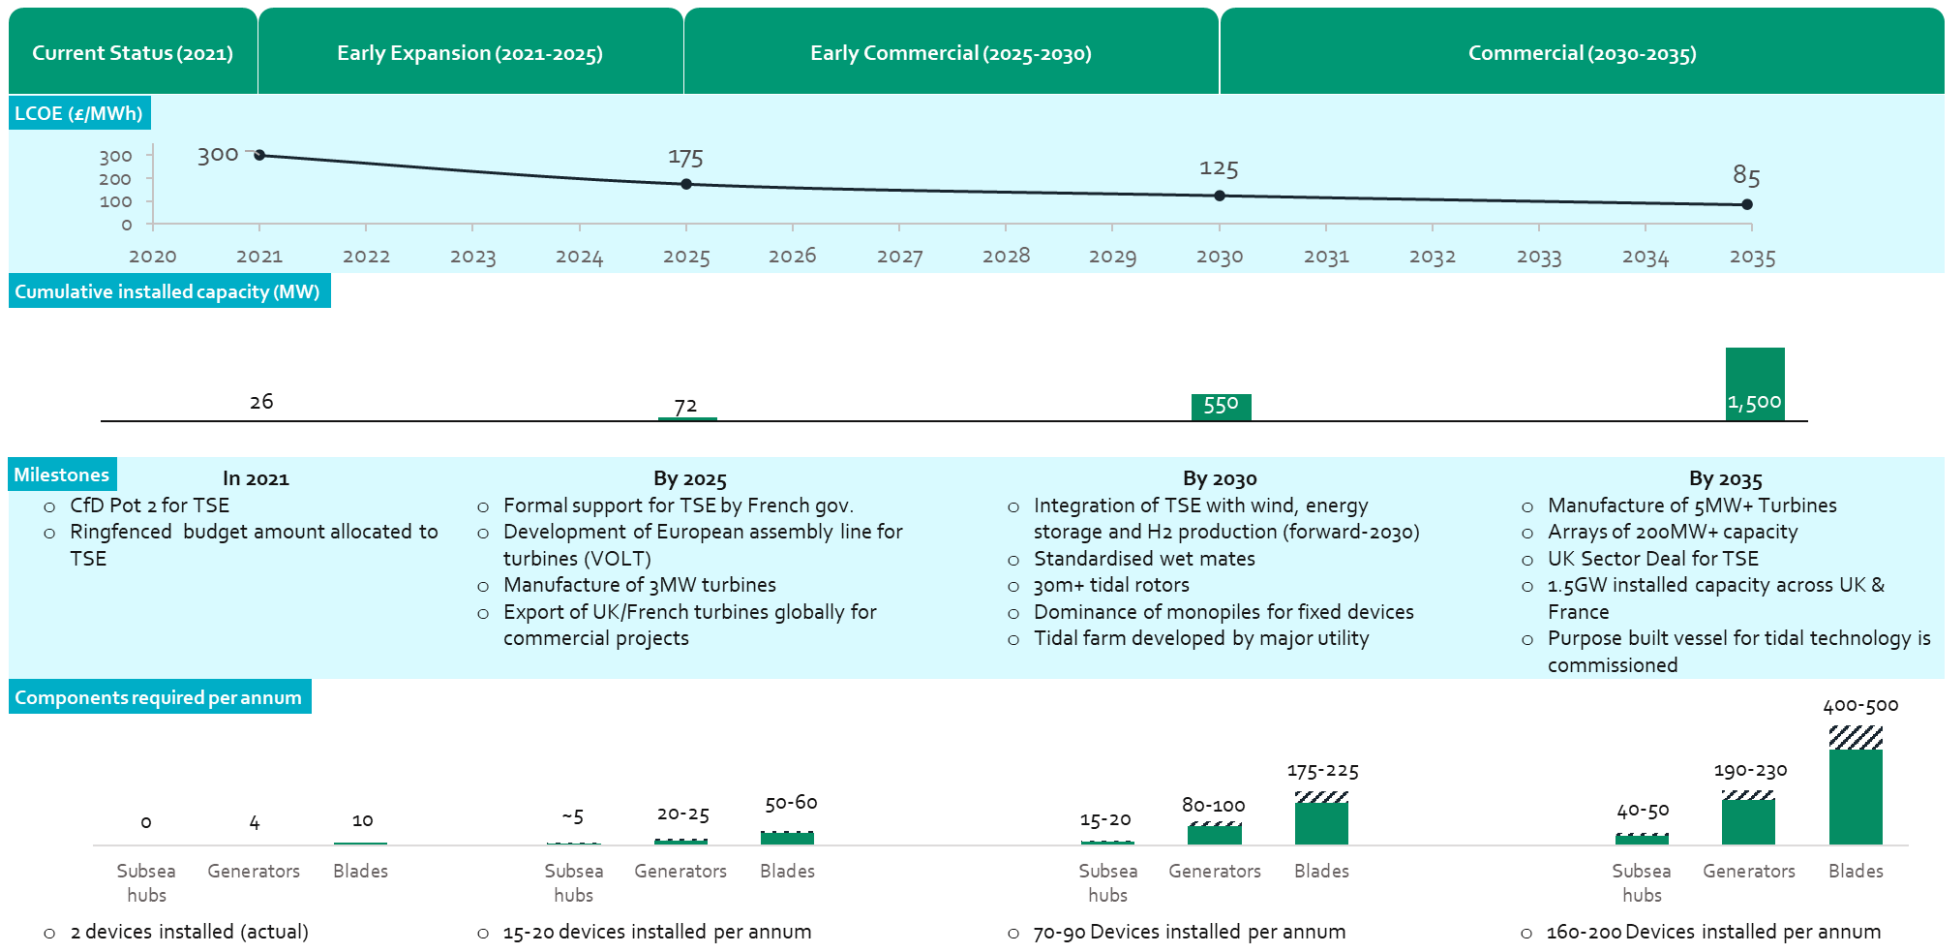 Current Status (2021)
Early Expansion (2021-2025)
Early Commercial (2025-2030)
Commercial (2030-2035)
LCOE (£/MWh)
300
200
100
0
300
175
125
85
2020 2021 2022 2023 2024 2025 2026 2027 2028 2029 2030 2031 2032 2033 2034 2035
Cumulative installed capacity (MW)
26
72
550
1,500
Milestones
In 2021
o CfD Pot 2 for TSE
o Ringfenced budget amount allocated to
TSE
By 2025
o Formal support for TSE by French gov.
o Development of European assembly line for
turbines (VOLT)
o Manufacture of 3MW turbines
o Export of UK/French turbines globally for
commercial projects
By 2030
o Integration of TSE with wind, energy
storage and H2 production (forward-2030)
o Standardised wet mates
o 30m+ tidal rotors
o Dominance of monopiles for fixed devices
o Tidal farm developed by major utility
By 2035
o Manufacture of 5MW+ Turbines
o Arrays of 200MW+ capacity
o UK Sector Deal for TSE
o 1.5GW installed capacity across UK &
France
o Purpose built vessel for tidal technology is
commissioned
Components required per annum
0 4 10
Subsea
hubs
Generators
Blades
o 2 devices installed (actual)
~5 20-25 50-60
Subsea
hubs
Generators
Blades
o 15-20 devices installed per annum
15-20 80-100 175-225
Subsea
hubs
Generators
Blades
o 70-90 Devices installed per annum
40-50 190-230 400-500
Subsea
hubs
Generators
Blades
o 160-200 Devices installed per annum